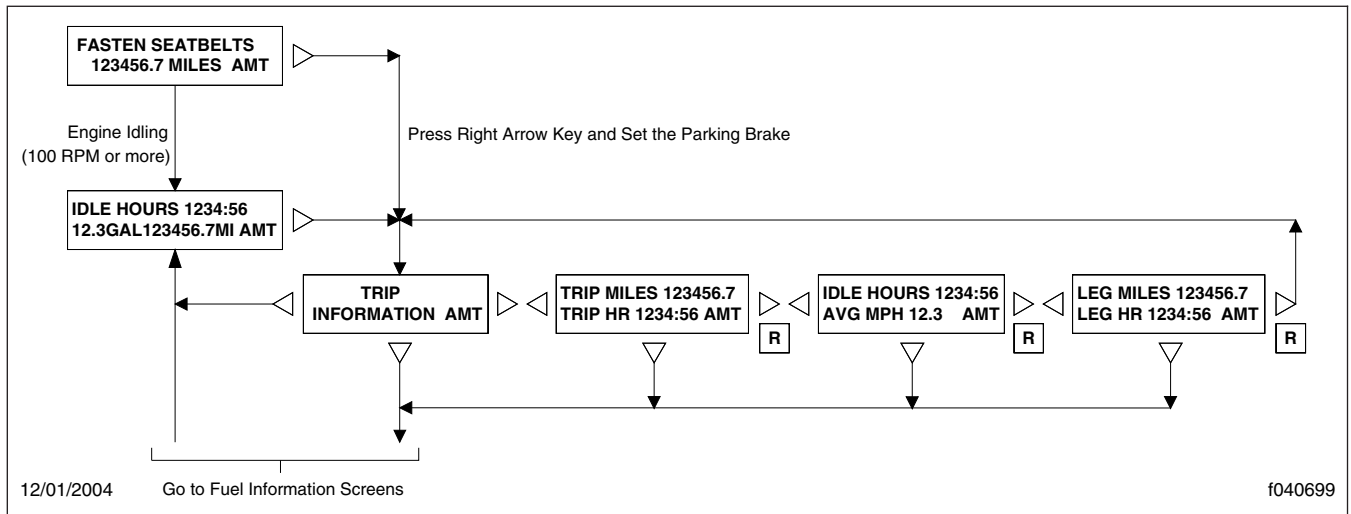 FASTEN SEATBELTS
123456.7 MILES AMT
Engine Idling
(100 RPM or more)
Press Right Arrow Key and Set the Parking Brake
IDLE HOURS 1234:56
12.3GAL123456.7MI AMT
TRIP
INFORMATION AMT
TRIP MILES 123456.7
TRIP HR 1234:56 AMT
R
IDLE HOURS 1234:56
AVG MPH 12.3 AMT
R
LEG MILES 123456.7
LEG HR 1234:56 AMT
R
12/01/2004
Go to Fuel Information Screens
f040699